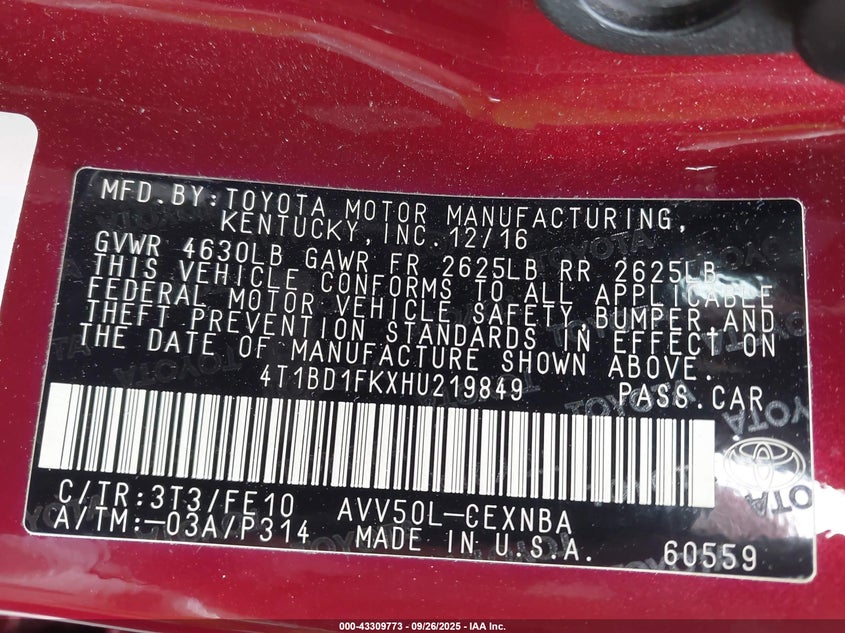 MFD.BY:TOYOTA MOTOR MANUFACTURING,
KENTUCKY, INC. 12/16
GVWR 4630LB GAWR FR 2625LB RR 2625LB
THIS VEHICLE CONFORMS TO ALL APPLICABLE
FEDERAL MOTOR VEHICLE SAFETY, BUMPER, AND
THEFT PREVENTION STANDARDS IN EFFECT ON
THE DATE OF MANUFACTURE SHOWN ABOVE.
4T1BD1FKXHU219849 PASS.CAR
C/TR:3T3/FE10 AVV50L-CEXNBA
A/TM:-03A/P314 MADE IN U.S.A. 60559
TOYOTA
000-43309773 - 09/26/2025 - IAA Inc.